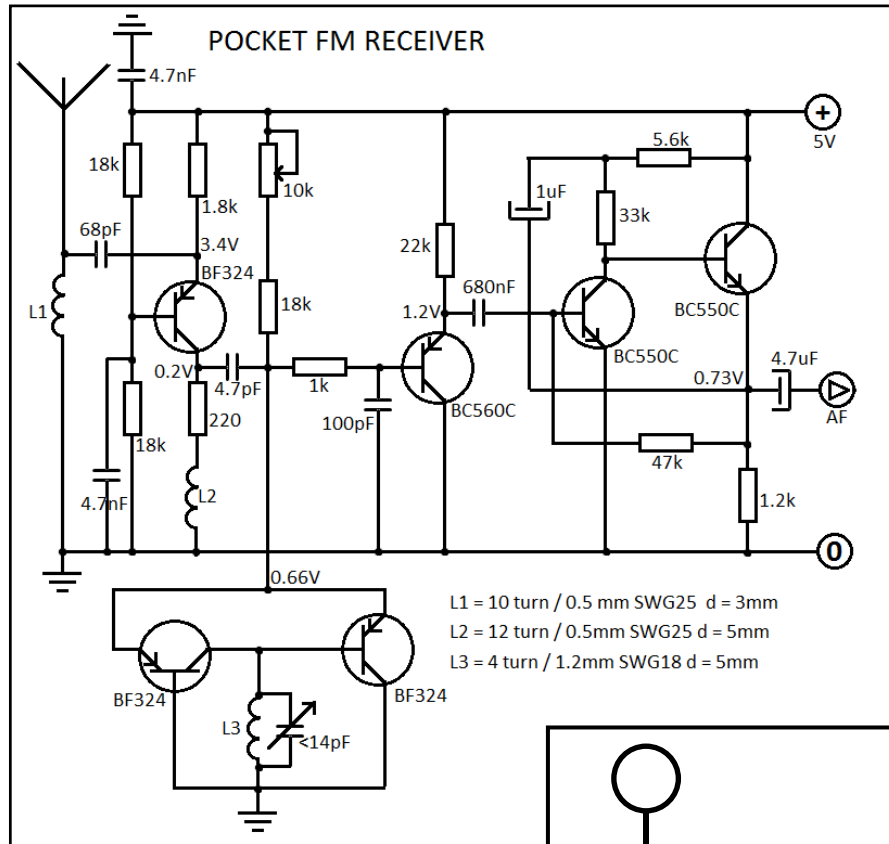 POCKET FM RECEIVER
4.7nF
+
5V
18k
1.8k
10k
5.6k
1uF
33k
68pF
3.4V
BF324
22k
680nF
L1
18k
1.2V
BC550C
BC550C
0.2V
4.7pF
1k
BC560C
0.73V
4.7uF
AF
220
100pF
18k
47k
4.7nF
L2
1.2k
0
0.66V
L1 = 10 turn / 0.5 mm SWG25 d = 3mm
L2 = 12 turn / 0.5mm SWG25 d = 5mm
L3 = 4 turn / 1.2mm SWG18 d = 5mm
BF324
BF324
L3
<14pF